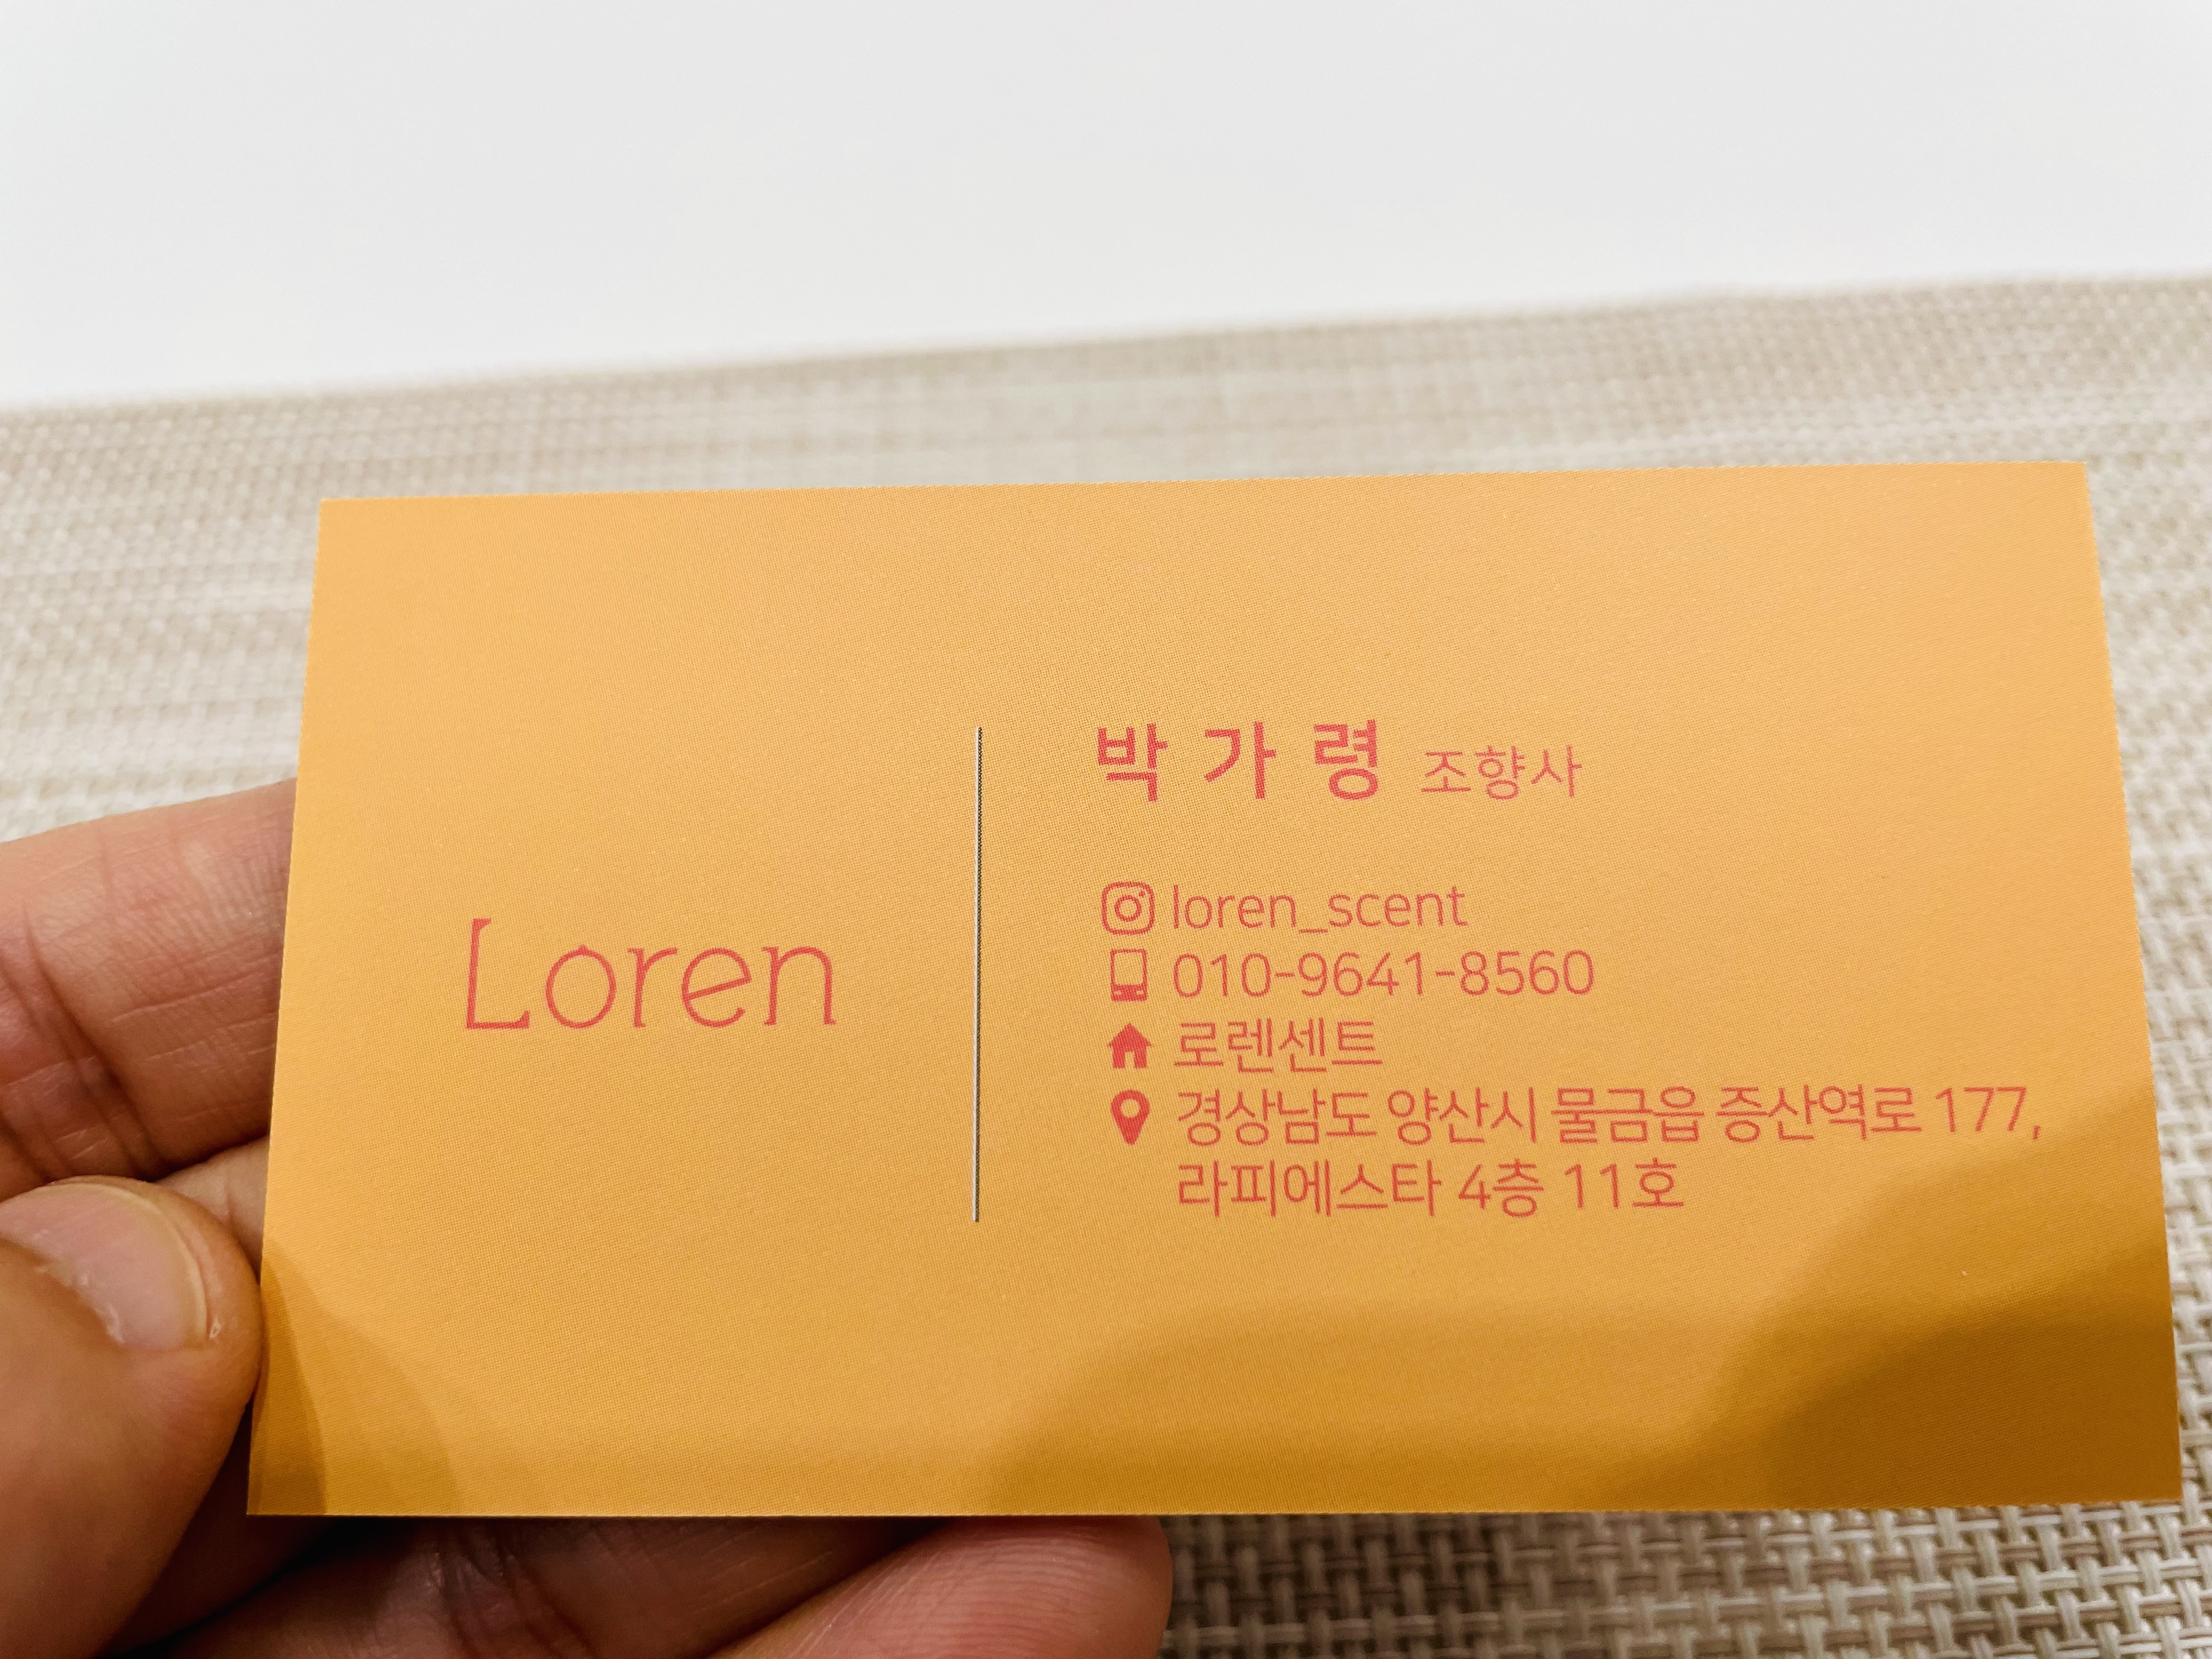 Loren
박가령 조향사
loren_scent
010-9641-8560
로렌센트
경상남도 양산시 물금읍 증산역로 177,
라피에스타 4층 11호